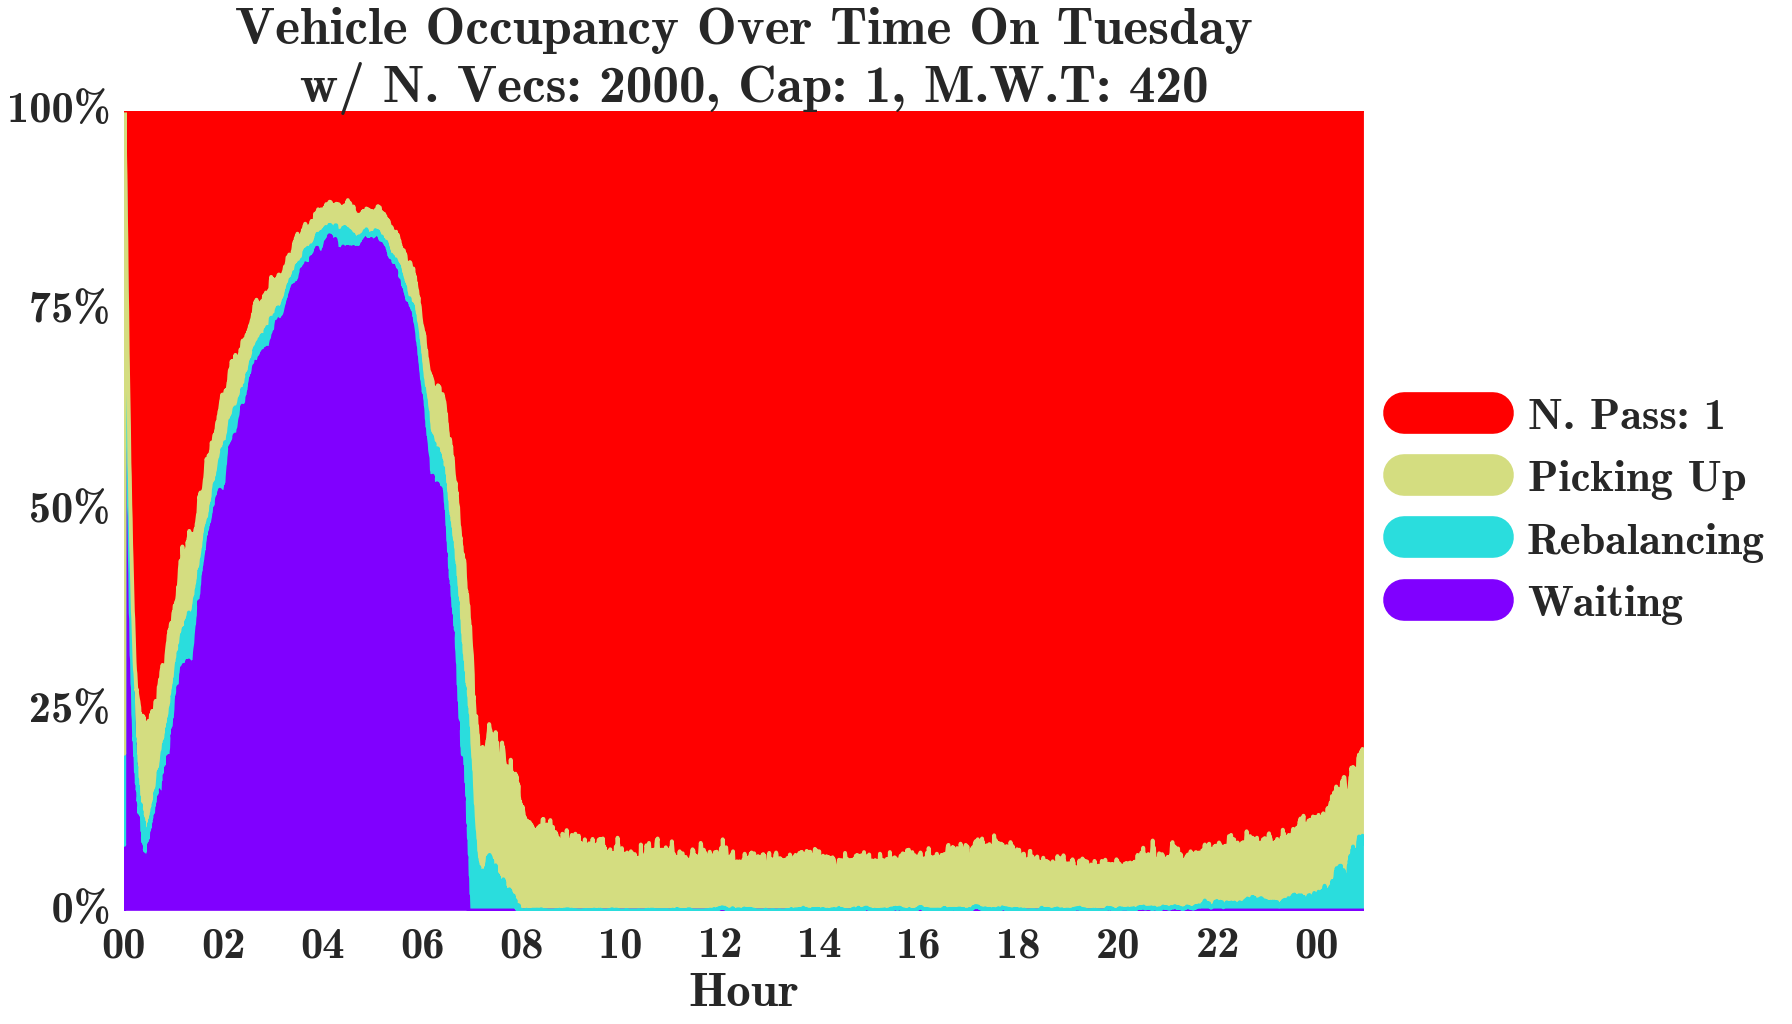 Vehicle Occupancy Over Time On Tuesday
w/ N. Vecs: 2000, Cap: 1, M.W.T: 420
100%
75%
50%
25%
0%
00 02 04 06 08 10 12 14 16 18 20 22 00
Hour
N. Pass: 1
Picking Up
Rebalancing
Waiting